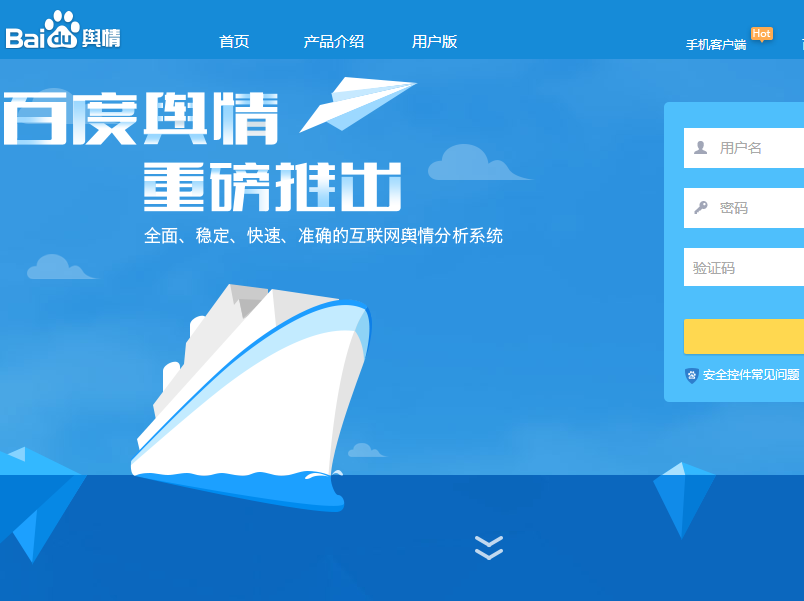 Baidu舆情
首页
产品介绍
用户版
手机客户端
Hot
百度舆情
重磅推出
全面、稳定、快速、准确的互联网舆情分析系统
用户名
密码
验证码
安全控件常见问题